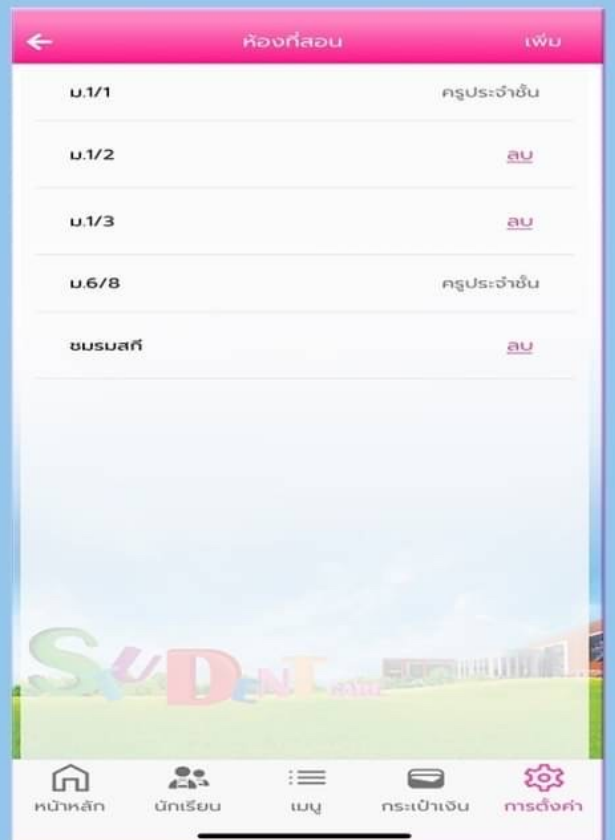 ห้องที่สอน เพิ่ม
ม.1/1 ครูประจำชั้น
ม.1/2 ลบ
ม.1/3 ลบ
ม.6/8 ครูประจำชั้น
ชมรมสกี ลบ
STUDENT CARE
หน้าหลัก นักเรียน เมนู กระเป๋าเงิน การตั้งค่า